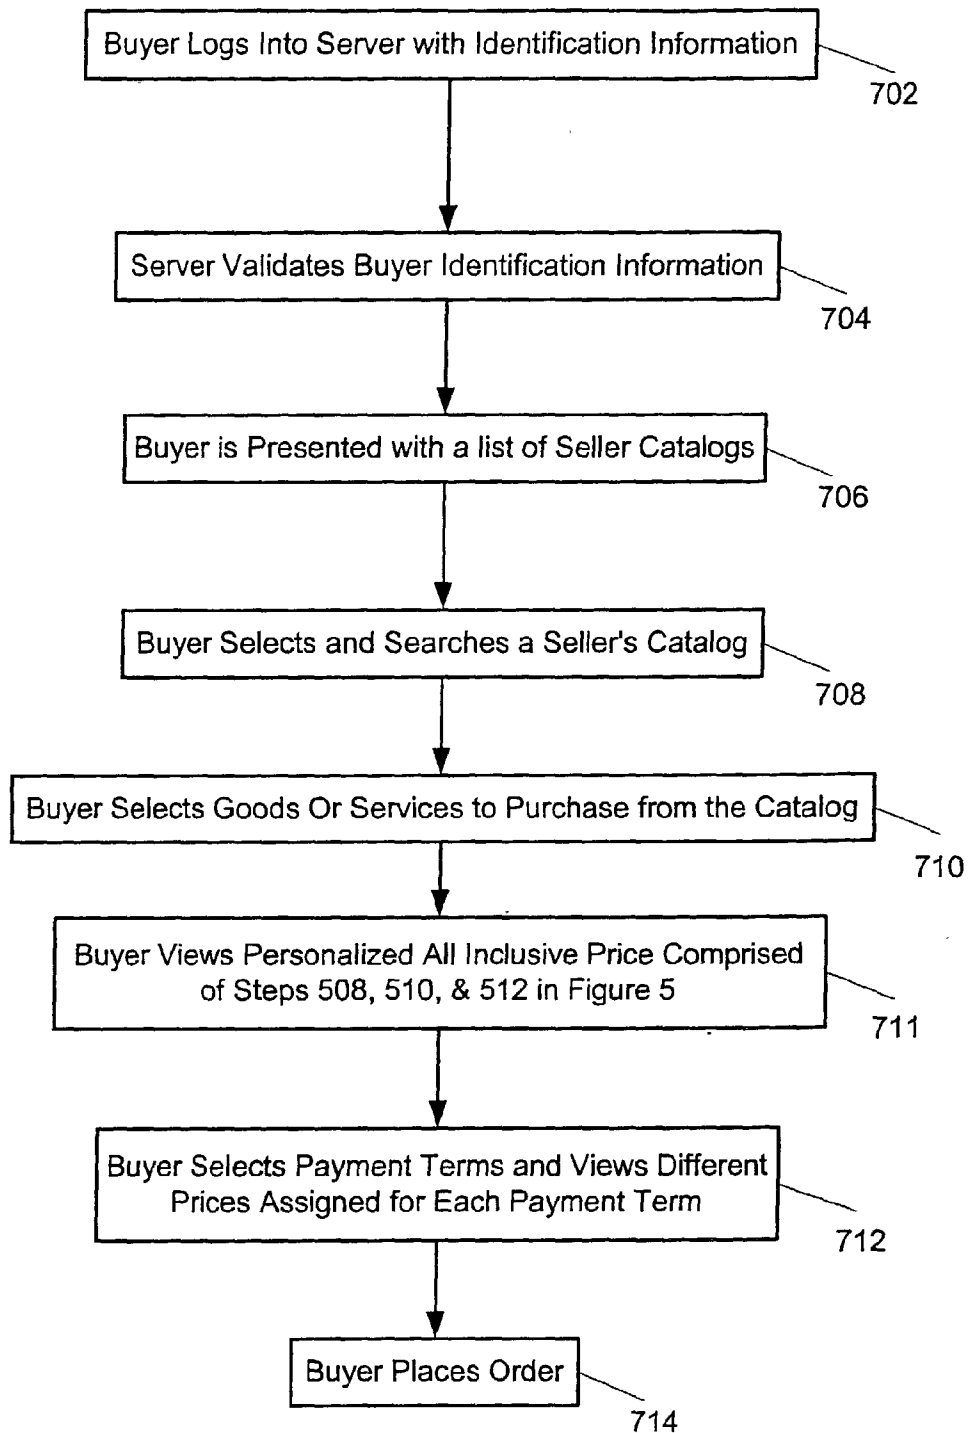 Buyer Logs Into Server with Identification Information
702
Server Validates Buyer Identification Information
704
Buyer is Presented with a list of Seller Catalogs
706
Buyer Selects and Searches a Seller's Catalog
708
Buyer Selects Goods Or Services to Purchase from the Catalog
710
Buyer Views Personalized All Inclusive Price Comprised
of Steps 508, 510, & 512 in Figure 5
711
Buyer Selects Payment Terms and Views Different
Prices Assigned for Each Payment Term
712
Buyer Places Order
714